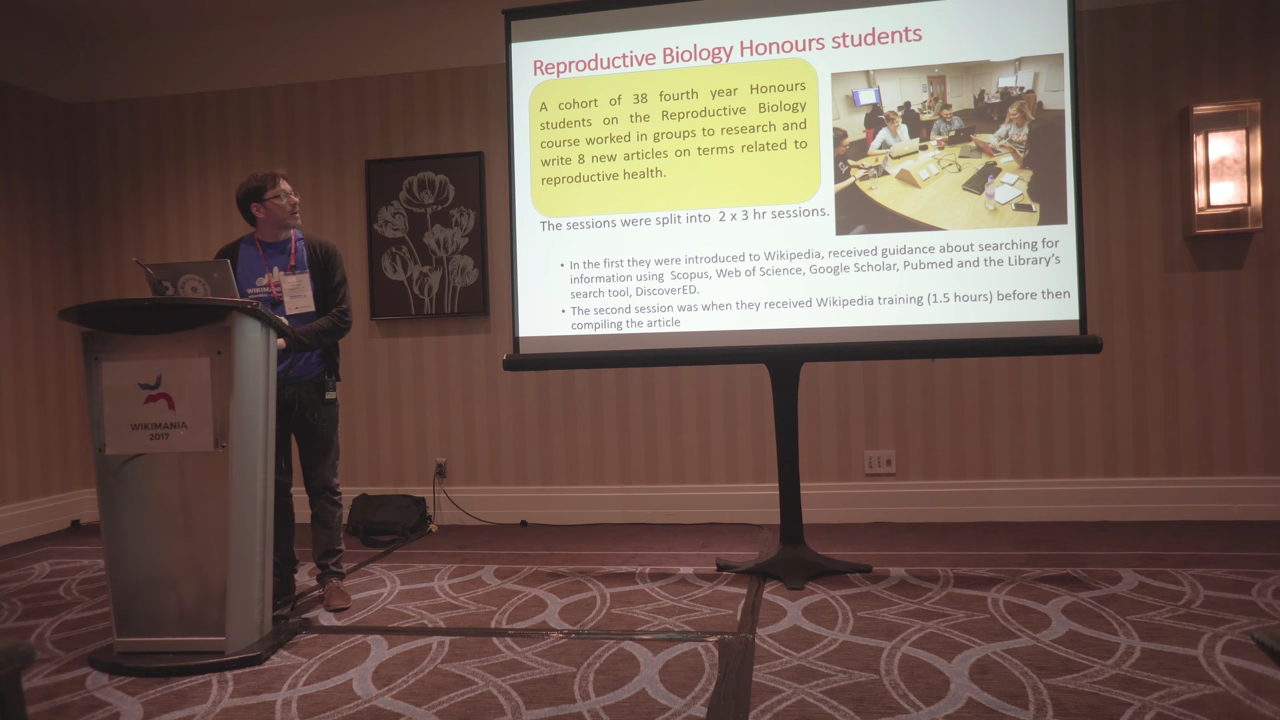 Reproductive Biology Honours students
A cohort of 38 fourth year Honours
students on the Reproductive Biology
course worked in groups to research and
write 8 new articles on terms related to
reproductive health.
The sessions were split into 2 x 3 hr sessions.
• In the first they were introduced to Wikipedia, received guidance about searching for
information using Scopus, Web of Science, Google Scholar, Pubmed and the Library's
search tool, DiscoverED.
• The second session was when they received Wikipedia training (1.5 hours) before then
compiling the article
WIKIMANIA
2017